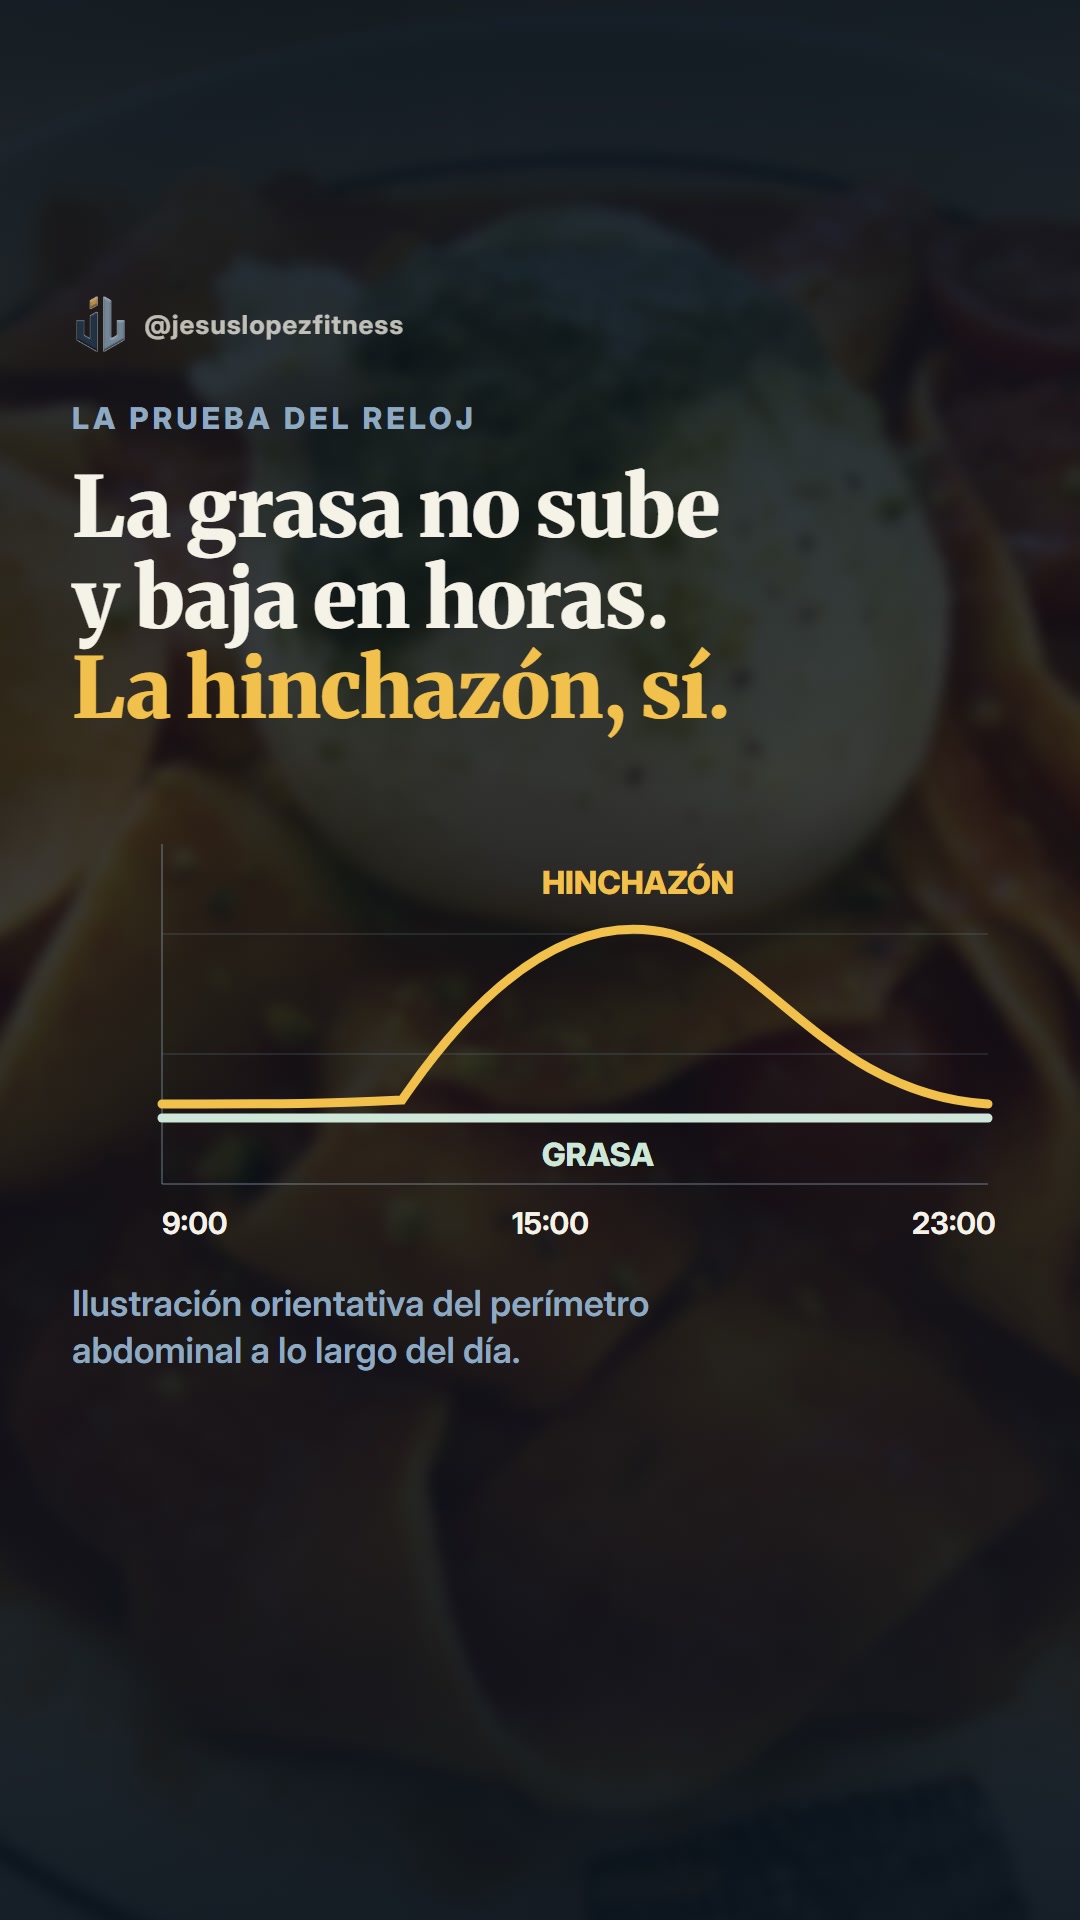 @jesuslopezfitness
LA PRUEBA DEL RELOJ
La grasa no sube
y baja en horas.
La hinchazón, sí.
HINCHAZÓN
GRASA
9:00 15:00 23:00
Ilustración orientativa del perímetro
abdominal a lo largo del día.